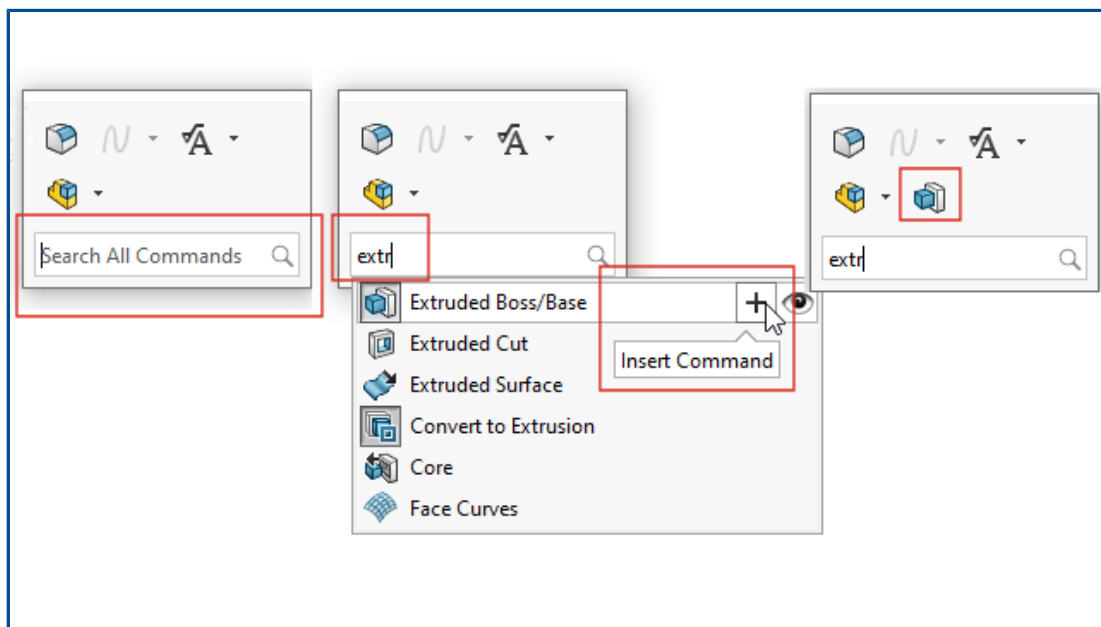 Search All Commands
extr
Extruded Boss/Base
Extruded Cut
Insert Command
Extruded Surface
Convert to Extrusion
Core
Face Curves
extr